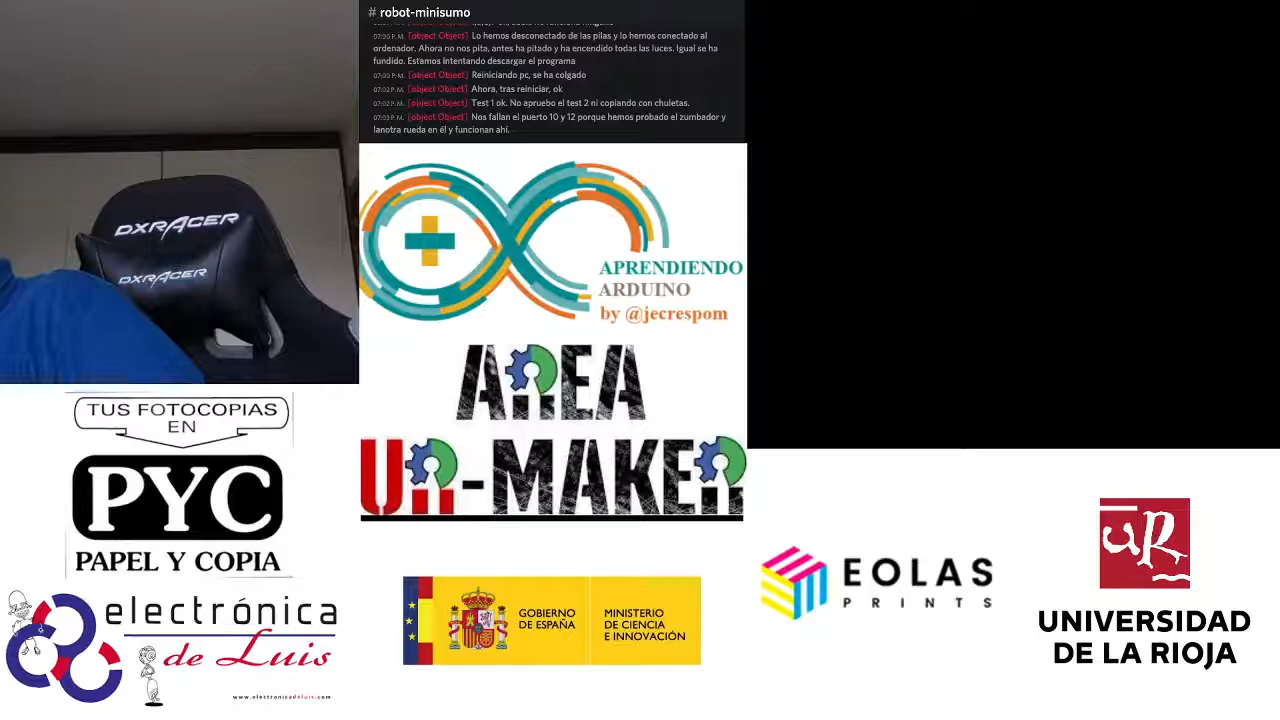 # robot-minisumo
07:00 P. M. [object Object] Lo hemos desconectado de las pilas y lo hemos conectado al
ordenador. Ahora no nos pita, antes ha pitado y ha encendido todas las luces. Igual se ha
fundido. Estamos intentando descargar el programa
07:00 P. M. [object Object] Reiniciando pc, se ha colgado
07:02 P. M. [object Object] Ahora, tras reiniciar, ok
07:02 P. M. [object Object] Test 1 ok. No apruebo el test 2 ni copiando con chuletas.
07:03 P. M. [object Object] Nos fallan el puerto 10 y 12 porque hemos probado el zumbador y
lanotra rueda en él y funcionan ahí.
DXRACER
DXRACER
APRENDIENDO
ARDUINO
by @jecrespom
AREA
UR-MAKER
TUS FOTOCOPIAS
EN
PYC
PAPEL Y COPIA
electrónica
de Luis
www.electronicadeluis.com
GOBIERNO
DE ESPAÑA
MINISTERIO
DE CIENCIA
E INNOVACIÓN
EOLAS
PRINTS
UR
UNIVERSIDAD
DE LA RIOJA